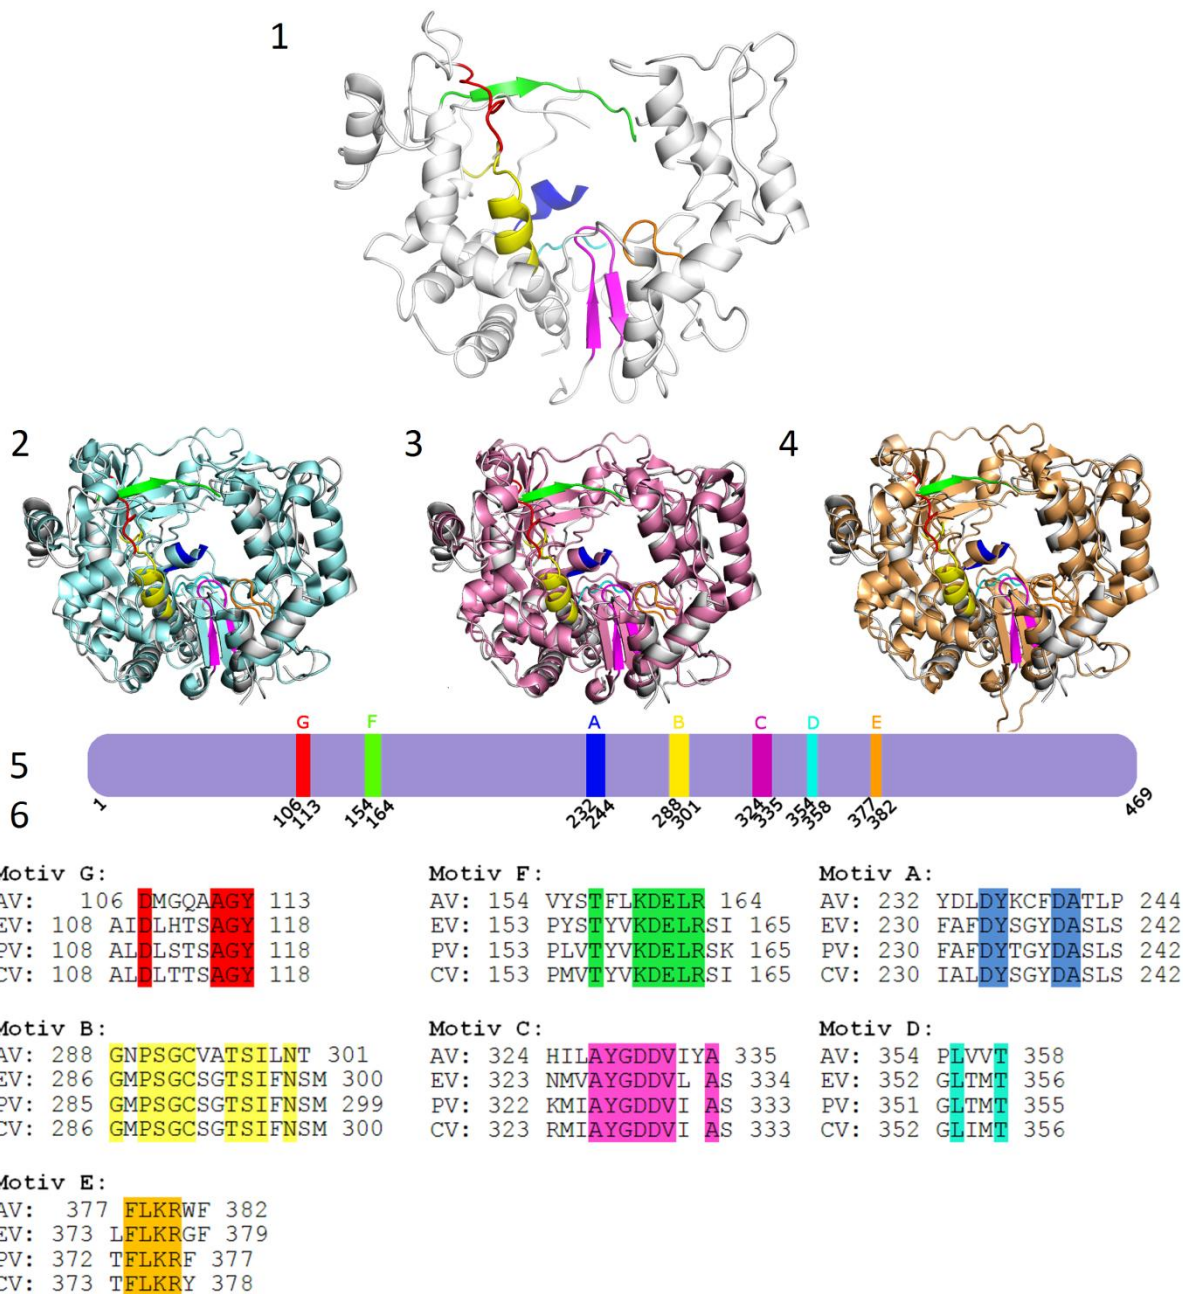 1
2
3
4
G F A B C D E
5
1 106 113 154 164 232 244 288 301 324 335 354 358 377 382 469
6
Motiv G:
AV: 106 DMGQAAGY 113
EV: 108 AIDLHTSAGY 118
PV: 108 ALDLSTSAGY 118
CV: 108 ALDLTTSAGY 118
Motiv F:
AV: 154 VYSTFLKDELR 164
EV: 153 PYSTYVKDELRSI 165
PV: 153 PLVTYVKDELRSK 165
CV: 153 PMVTYVKDELRSI 165
Motiv A:
AV: 232 YDLDYKCFDATLP 244
EV: 230 FAFDYTGYDASLS 242
PV: 230 FAFDYTGYDASLS 242
CV: 230 IALDYSGYDASLS 242
Motiv B:
AV: 288 GNPSGCVATSILNT 301
EV: 286 GMPSGCSGTSIFNSM 300
PV: 285 GMPSGCSGTSIFNSM 299
CV: 286 GMPSGCSGTSIFNSM 300
Motiv C:
AV: 324 HILAYGDDVIYA 335
EV: 323 NMVAYGDDVL AS 334
PV: 322 KMIAYGDDVI AS 333
CV: 323 RMIAYGDDVI AS 333
Motiv D:
AV: 354 PLVVT 358
EV: 352 GLTMT 356
PV: 351 GLTMT 355
CV: 352 GLIMT 356
Motiv E:
AV: 377 FLKRWF 382
EV: 373 LFLKRGF 379
PV: 372 TFLKRF 377
CV: 373 TFLKRY 378